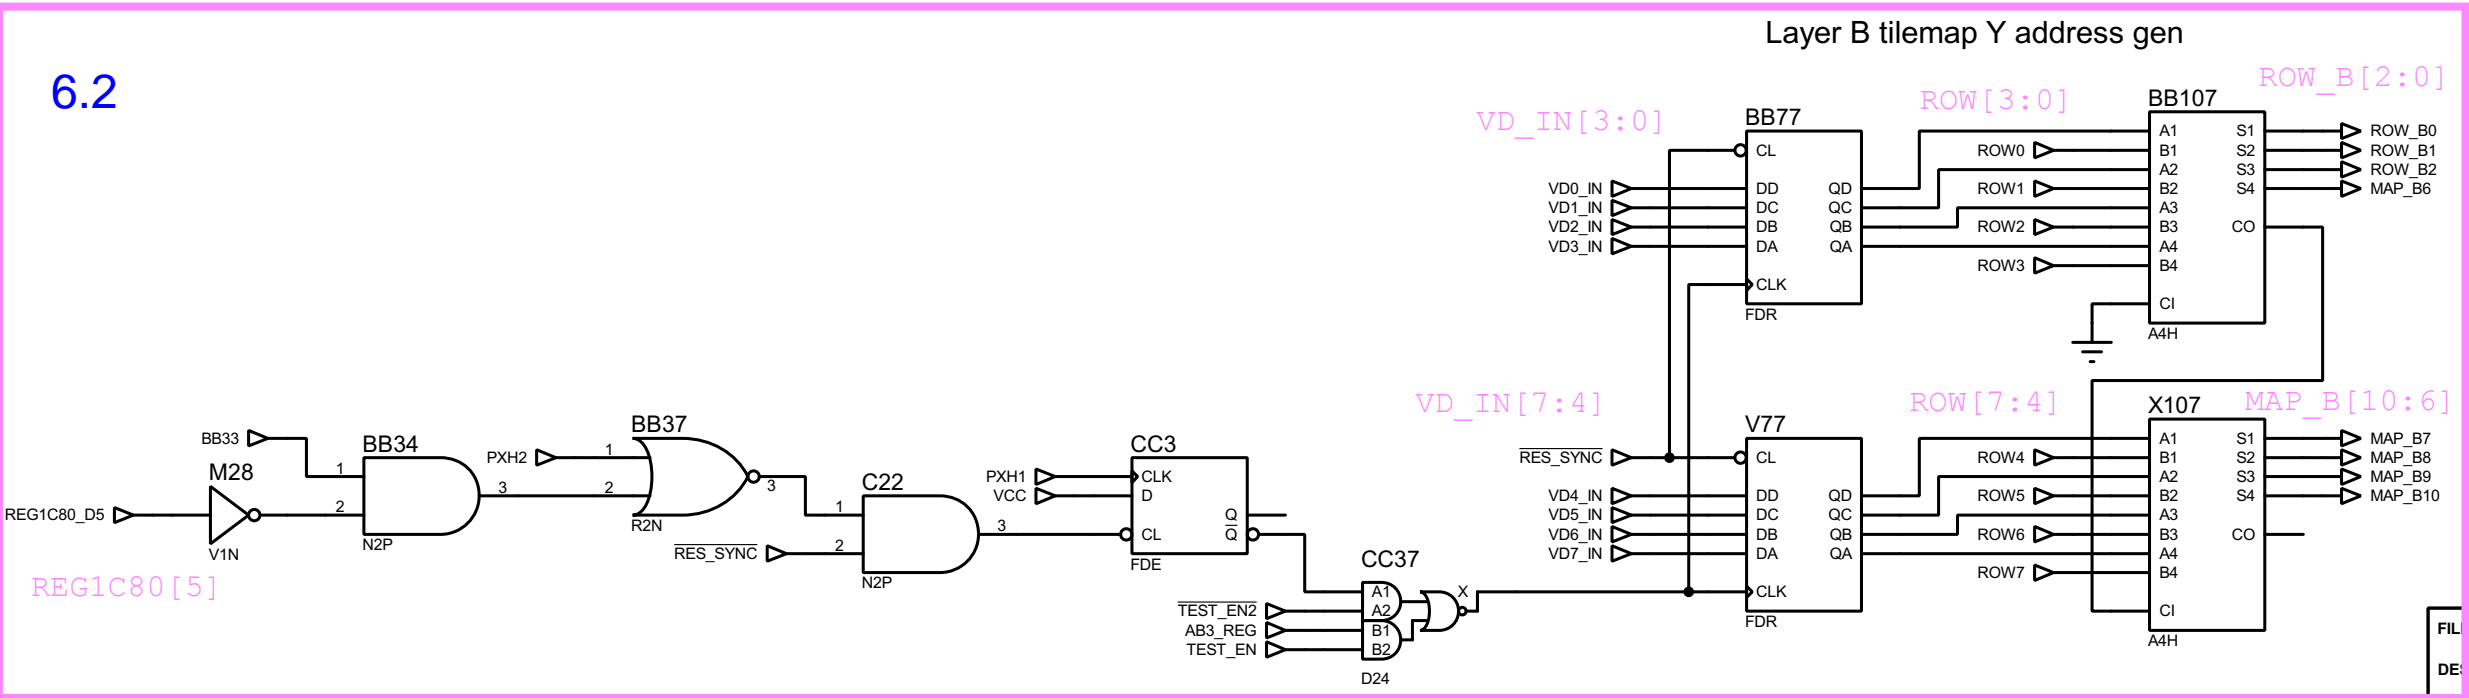 Layer B tilemap Y address gen
6.2
ROW_B[2:0]
ROW[3:0]
VD_IN[3:0]
BB77
BB107
CL
VD0_IN
VD1_IN
VD2_IN
VD3_IN
DD
DC
DB
DA
QD
QC
QB
QA
CLK
FDR
ROW0
ROW1
ROW2
ROW3
A1
B1
A2
B2
A3
B3
A4
B4
CI
S1
S2
S3
S4
CO
A4H
ROW_B0
ROW_B1
ROW_B2
MAP_B6
VD_IN[7:4]
ROW[7:4]
MAP_B[10:6]
BB33
BB34
1
2
3
N2P
M28
V1N
REG1C80_D5
REG1C80[5]
PXH2
BB37
1
2
3
R2N
C22
1
2
3
N2P
RES_SYNC
CC3
PXH1
VCC
CLK
D
CL
Q
Q
FDE
CC37
TEST_EN2
AB3_REG
TEST_EN
A1
A2
B1
B2
X
D24
V77
RES_SYNC
CL
VD4_IN
VD5_IN
VD6_IN
VD7_IN
DD
DC
DB
DA
QD
QC
QB
QA
CLK
FDR
X107
ROW4
ROW5
ROW6
ROW7
A1
B1
A2
B2
A3
B3
A4
B4
CI
S1
S2
S3
S4
CO
A4H
MAP_B7
MAP_B8
MAP_B9
MAP_B10